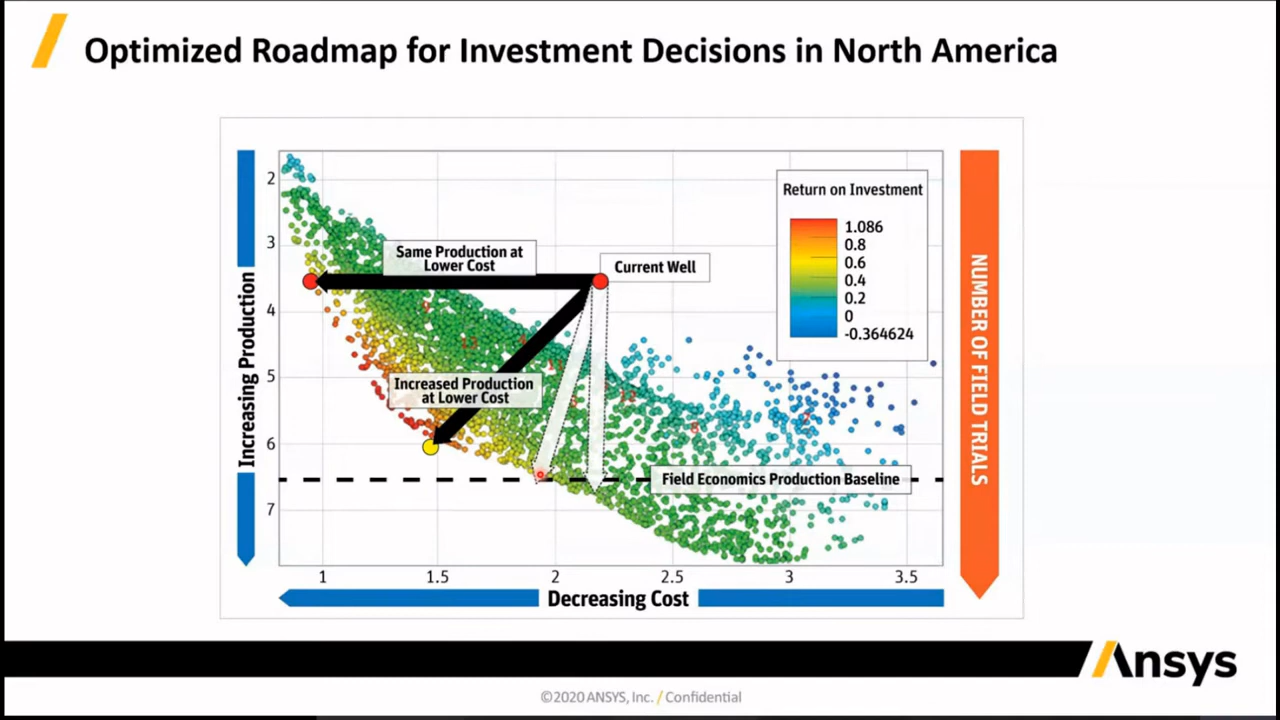 Optimized Roadmap for Investment Decisions in North America
Increasing Production
2
3
4
5
6
7
Same Production at
Lower Cost
Current Well
Increased Production
at Lower Cost
Field Economics Production Baseline
Return on Investment
1.086
0.8
0.6
0.4
0.2
0
-0.364624
NUMBER OF FIELD TRIALS
1
1.5
2
2.5
3
3.5
Decreasing Cost
Ansys
©2020 ANSYS, Inc. / Confidential